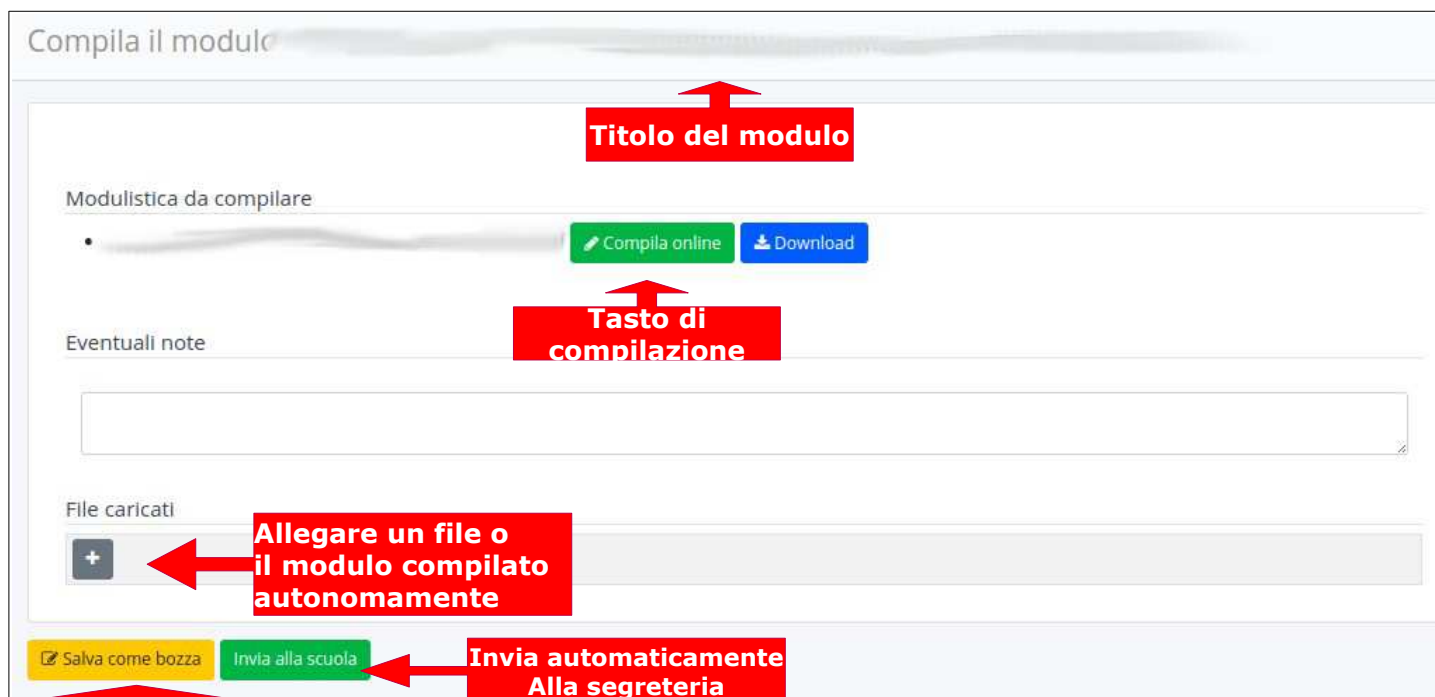 Compila il modulo
Titolo del modulo
Modulistica da compilare
Compila online
Download
Tasto di
compilazione
Eventuali note
File caricati
Allegare un file o
il modulo compilato
autonomamente
Salva come bozza
Invia alla scuola
Invia automaticamente
Alla segreteria